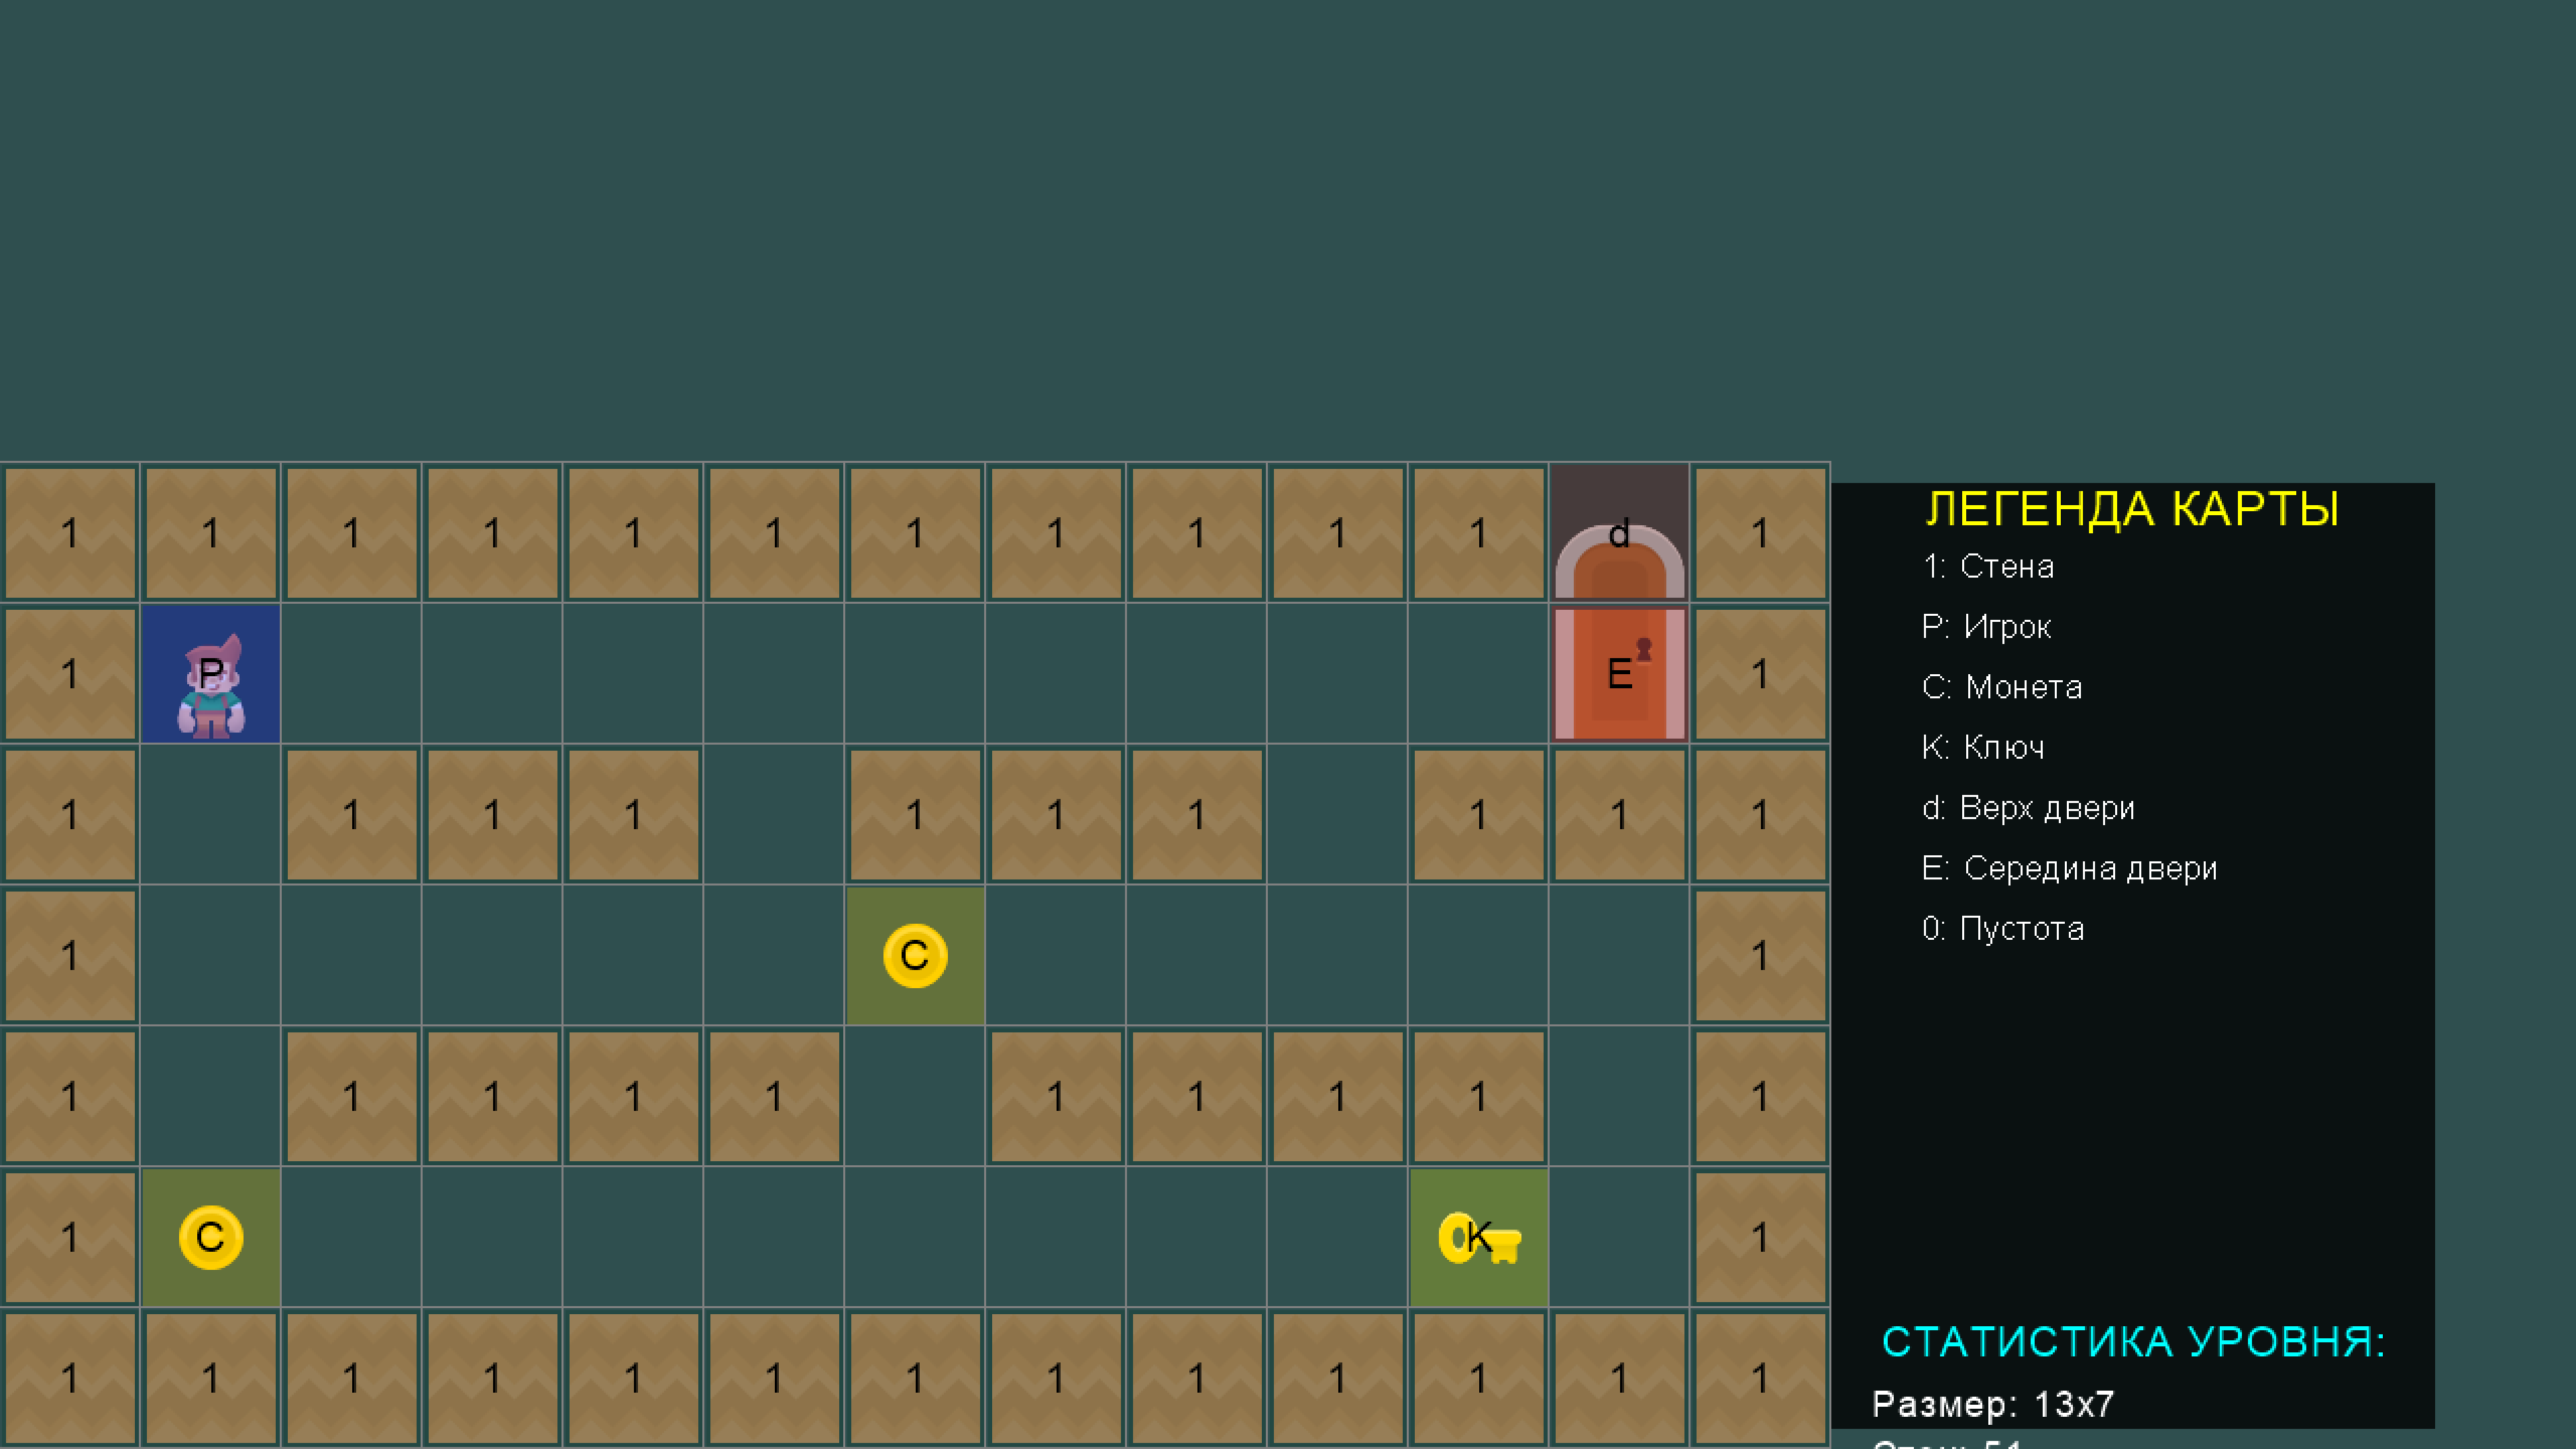 1 1 1 1 1 1 1 1 1 1 1 d 1
1 P E 1
1 1 1 1 1 1 1 1 1 1
1 C 1
1 1 1 1 1 1 1 1 1 1
1 C K 1
1 1 1 1 1 1 1 1 1 1 1 1 1
ЛЕГЕНДА КАРТЫ
1: Стена
P: Игрок
C: Монета
K: Ключ
d: Верх двери
E: Середина двери
0: Пустота
СТАТИСТИКА УРОВНЯ:
Размер: 13x7